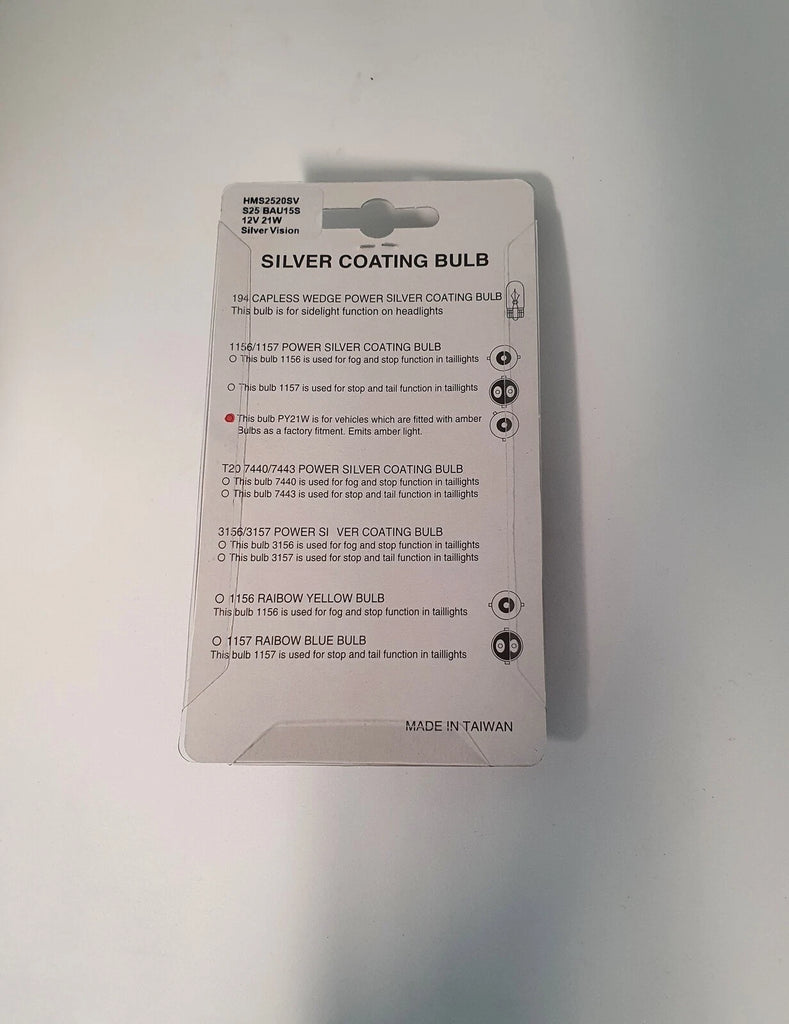 HMS2520SV
S25 BAU15S
12V 21W
Silver Vision
SILVER COATING BULB
194 CAPLESS WEDGE POWER SILVER COATING BULB
This bulb is for sidelight function on headlights
1156/1157 POWER SILVER COATING BULB
O This bulb 1156 is used for fog and stop function in taillights
O This bulb 1157 is used for stop and tail function in taillights
This bulb PY21W is for vehicles which are fitted with amber
Bulbs as a factory fitment. Emits amber light.
T20 7440/7443 POWER SILVER COATING BULB
O This bulb 7440 is used for fog and stop function in taillights
O This bulb 7443 is used for stop and tail function in taillights
3156/3157 POWER SI VER COATING BULB
O This bulb 3156 is used for fog and stop function in taillights
O This bulb 3157 is used for stop and tail function in taillights
O 1156 RAIBOW YELLOW BULB
This bulb 1156 is used for fog and stop function in taillights
O 1157 RAIBOW BLUE BULB
This bulb 1157 is used for stop and tail function in taillights
MADE IN TAIWAN